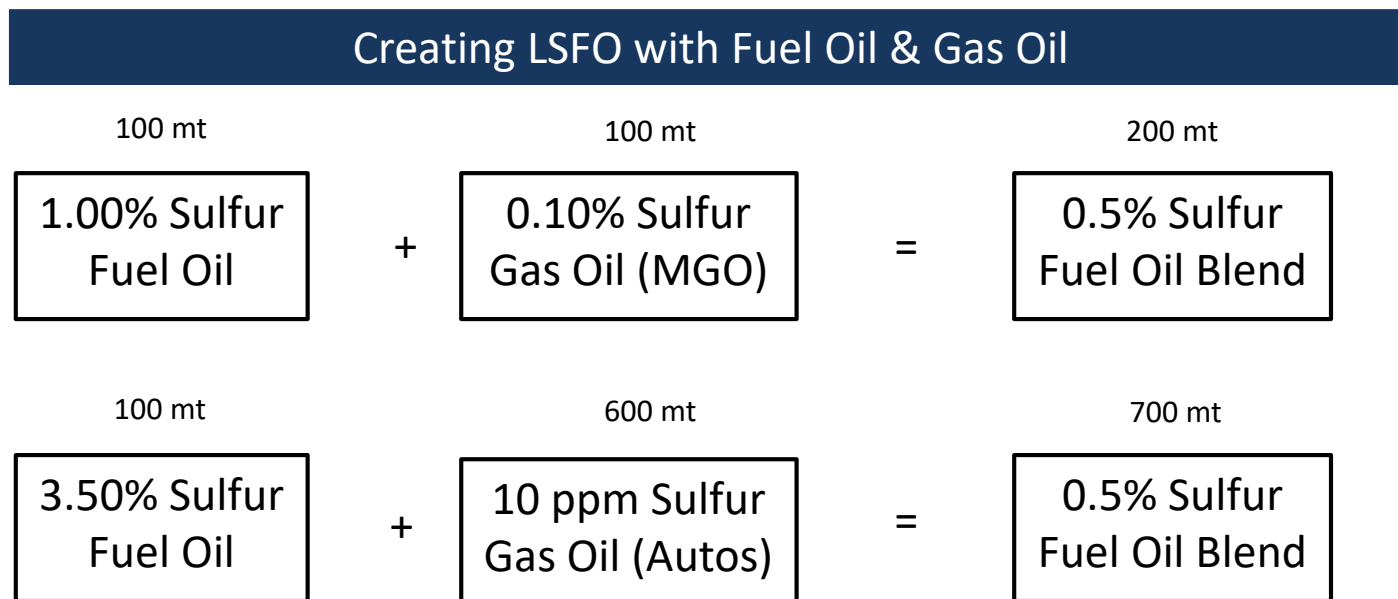 Creating LSFO with Fuel Oil & Gas Oil
100 mt
100 mt
200 mt
1.00% Sulfur
Fuel Oil
+
0.10% Sulfur
Gas Oil (MGO)
=
0.5% Sulfur
Fuel Oil Blend
100 mt
600 mt
700 mt
3.50% Sulfur
Fuel Oil
+
10 ppm Sulfur
Gas Oil (Autos)
=
0.5% Sulfur
Fuel Oil Blend